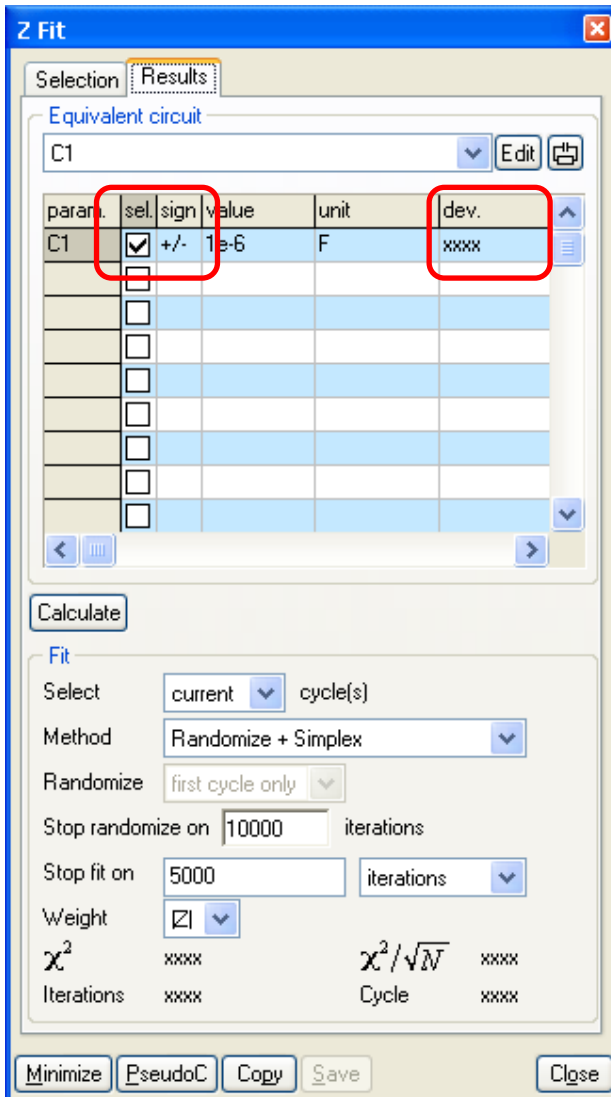 Z Fit
Selection Results
Equivalent circuit
C1 Edit
param. sel. sign value unit dev.
C1 +/- 1e-6 F xxxx
Calculate
Fit
Select current cycle(s)
Method Randomize + Simplex
Randomize first cycle only
Stop randomize on 10000 iterations
Stop fit on 5000 iterations
Weight |Z|
χ² xxxx χ²/√N xxxx
Iterations xxxx Cycle xxxx
Minimize PseudoC Copy Save Close